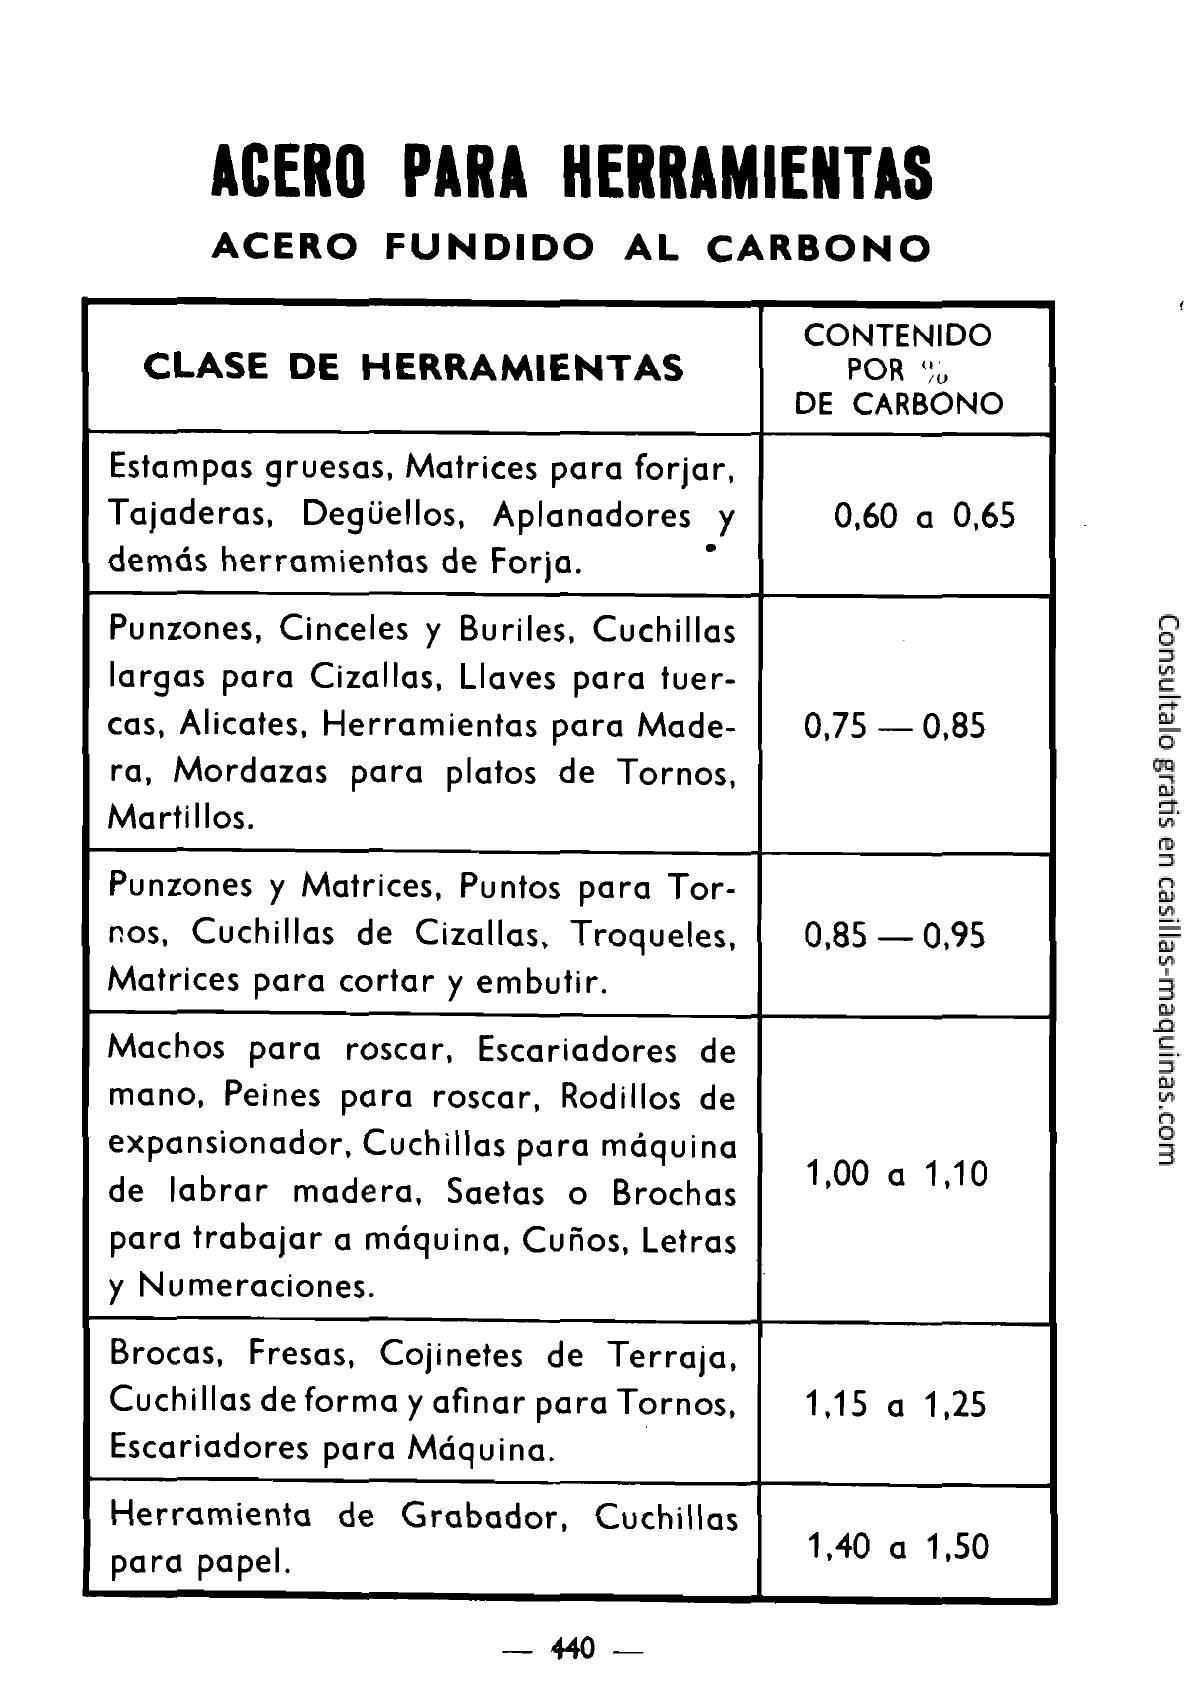 ACERO PARA HERRAMIENTAS
ACERO FUNDIDO AL CARBONO
CLASE DE HERRAMIENTAS
CONTENIDO
POR %
DE CARBONO
Estampas gruesas, Matrices para forjar,
Tajaderas, Degüellos, Aplanadores y
demás herramientas de Forja.
0,60 a 0,65
Punzones, Cinceles y Buriles, Cuchillas
largas para Cizallas, Llaves para tuer-
cas, Alicates, Herramientas para Made-
ra, Mordazas para platos de Tornos,
Martillos.
0,75 — 0,85
Punzones y Matrices, Puntos para Tor-
nos, Cuchillas de Cizallas, Troqueles,
Matrices para cortar y embutir.
0,85 — 0,95
Machos para roscar, Escariadores de
mano, Peines para roscar, Rodillos de
expansionador, Cuchillas para máquina
de labrar madera, Saetas o Brochas
para trabajar a máquina, Cuños, Letras
y Numeraciones.
1,00 a 1,10
Brocas, Fresas, Cojinetes de Terraja,
Cuchillas de forma y afinar para Tornos,
Escariadores para Máquina.
1,15 a 1,25
Herramienta de Grabador, Cuchillas
para papel.
1,40 a 1,50
— 440 —
Consultalo gratis en casillas-maquinas.com